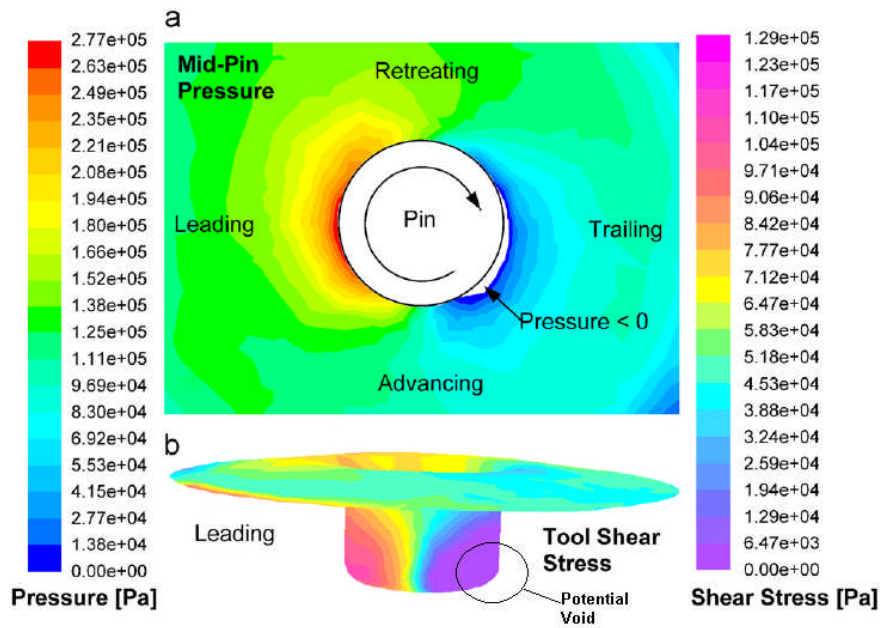 a
2.77e+05
2.63e+05
2.49e+05
2.35e+05
2.21e+05
2.08e+05
1.94e+05
1.80e+05
1.66e+05
1.52e+05
1.38e+05
1.25e+05
1.11e+05
9.69e+04
8.30e+04
6.92e+04
5.53e+04
4.15e+04
2.77e+04
1.38e+04
0.00e+00
Pressure [Pa]
Mid-Pin
Pressure
Retreating
Leading
Pin
Trailing
Pressure < 0
Advancing
b
Leading
Tool Shear
Stress
Potential
Void
1.29e+05
1.23e+05
1.17e+05
1.10e+05
1.04e+05
9.71e+04
9.06e+04
8.42e+04
7.77e+04
7.12e+04
6.47e+04
5.83e+04
5.18e+04
4.53e+04
3.88e+04
3.24e+04
2.59e+04
1.94e+04
1.29e+04
6.47e+03
0.00e+00
Shear Stress [Pa]